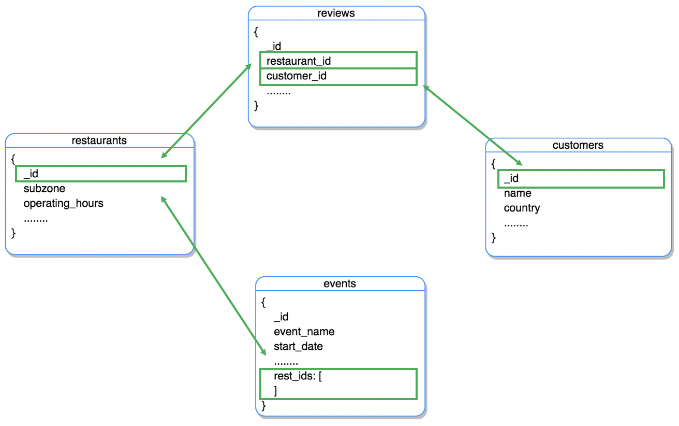 reviews
{
_id
restaurant_id
customer_id
........
}
restaurants
{
_id
subzone
operating_hours
........
}
customers
{
_id
name
country
........
}
events
{
_id
event_name
start_date
........
rest_ids: [
]
}